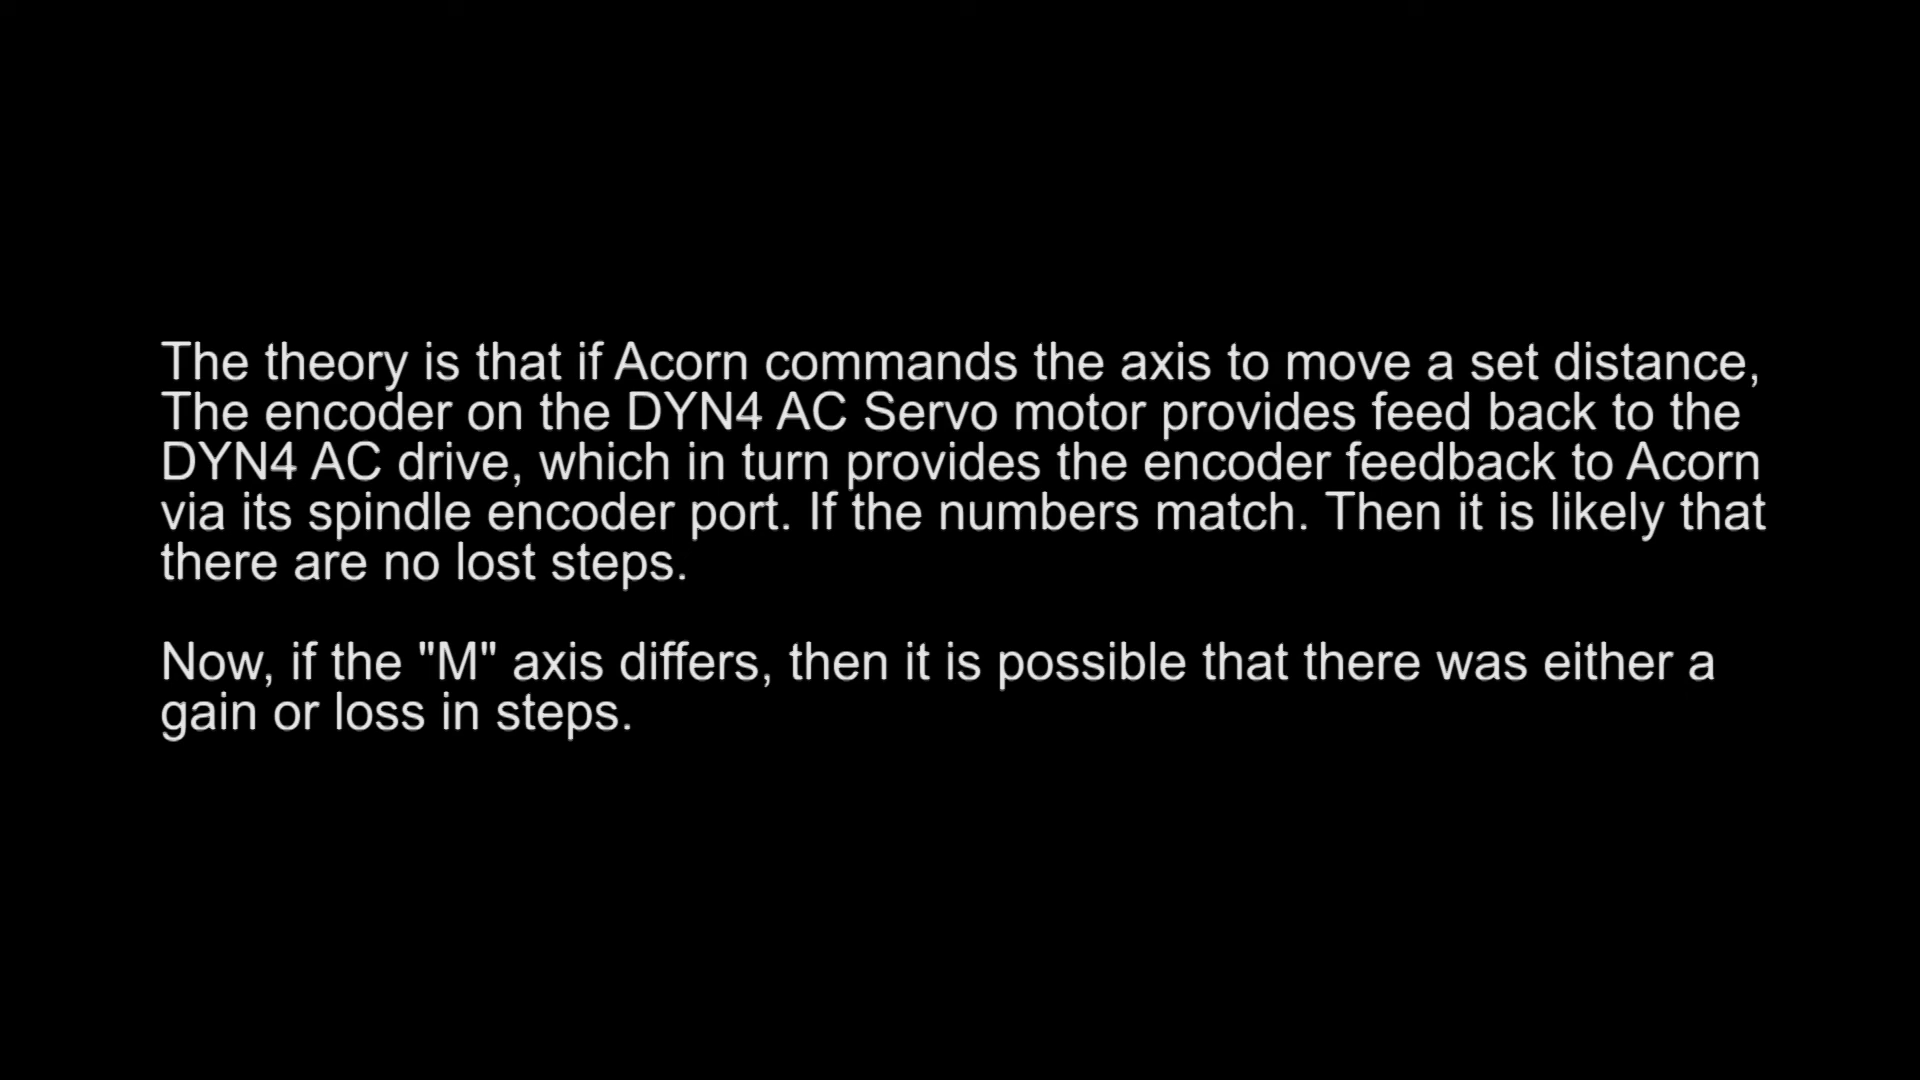 The theory is that if Acorn commands the axis to move a set distance,
The encoder on the DYN4 AC Servo motor provides feed back to the
DYN4 AC drive, which in turn provides the encoder feedback to Acorn
via its spindle encoder port. If the numbers match. Then it is likely that
there are no lost steps.
Now, if the "M" axis differs, then it is possible that there was either a
gain or loss in steps.